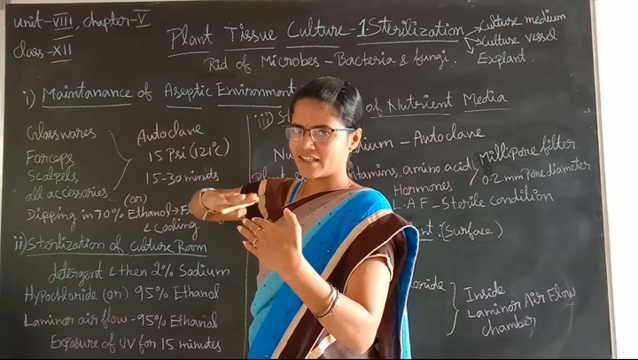 unit-VIII, chapter-V
class-XII
Plant Tissue Culture-1 Sterilization
Culture medium
Culture vessel
Explant
Rid of Microbes - Bacteria & fungi.
i) Maintanance of Aseptic Environment
Glasswares
Forceps
Scalpels
all accessories
Autoclave
15 Psi (121°C)
15-30 minuts
(or)
Dipping in 70% Ethanol →
& Cooling
ii) Sterlization of culture Room
detergent & then 2% Sodium
Hypochloride (or) 95% Ethanol
Laminar air flow - 95% Ethanol
Exposure of UV for 15 minutes
iii) of Nutrient Media
- Autoclave
amino acid
Hormones
Millipore filter
0.2 mm Pore diameter
L.A.F - Sterile Condition
(Surface)
Inside
Laminor Air Flow
chamber